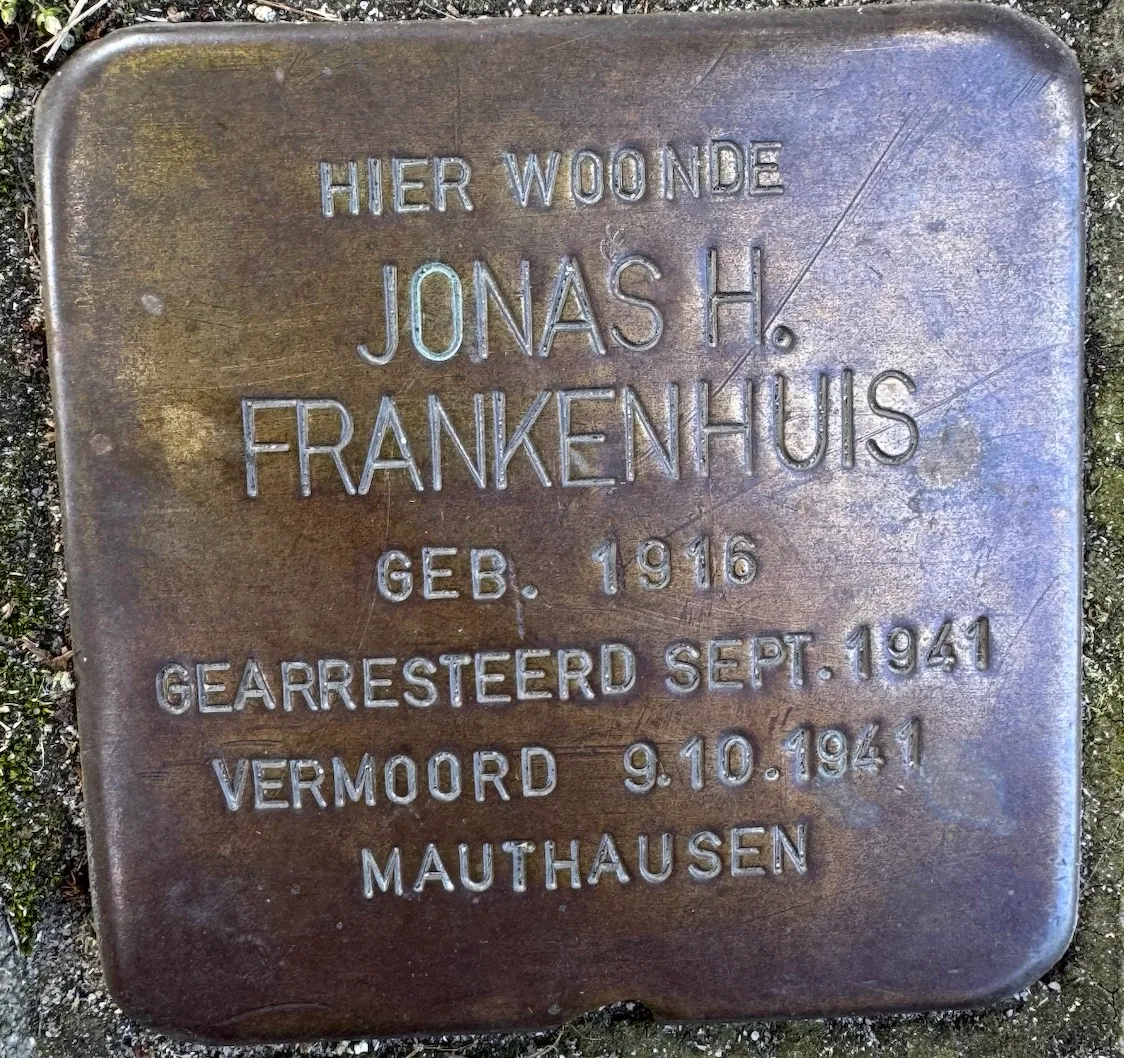 HIER WOONDE
JONAS H.
FRANKENHUIS
GEB. 1916
GEARRESTEERD SEPT. 1941
VERMOORD 9.10.1941
MAUTHAUSEN